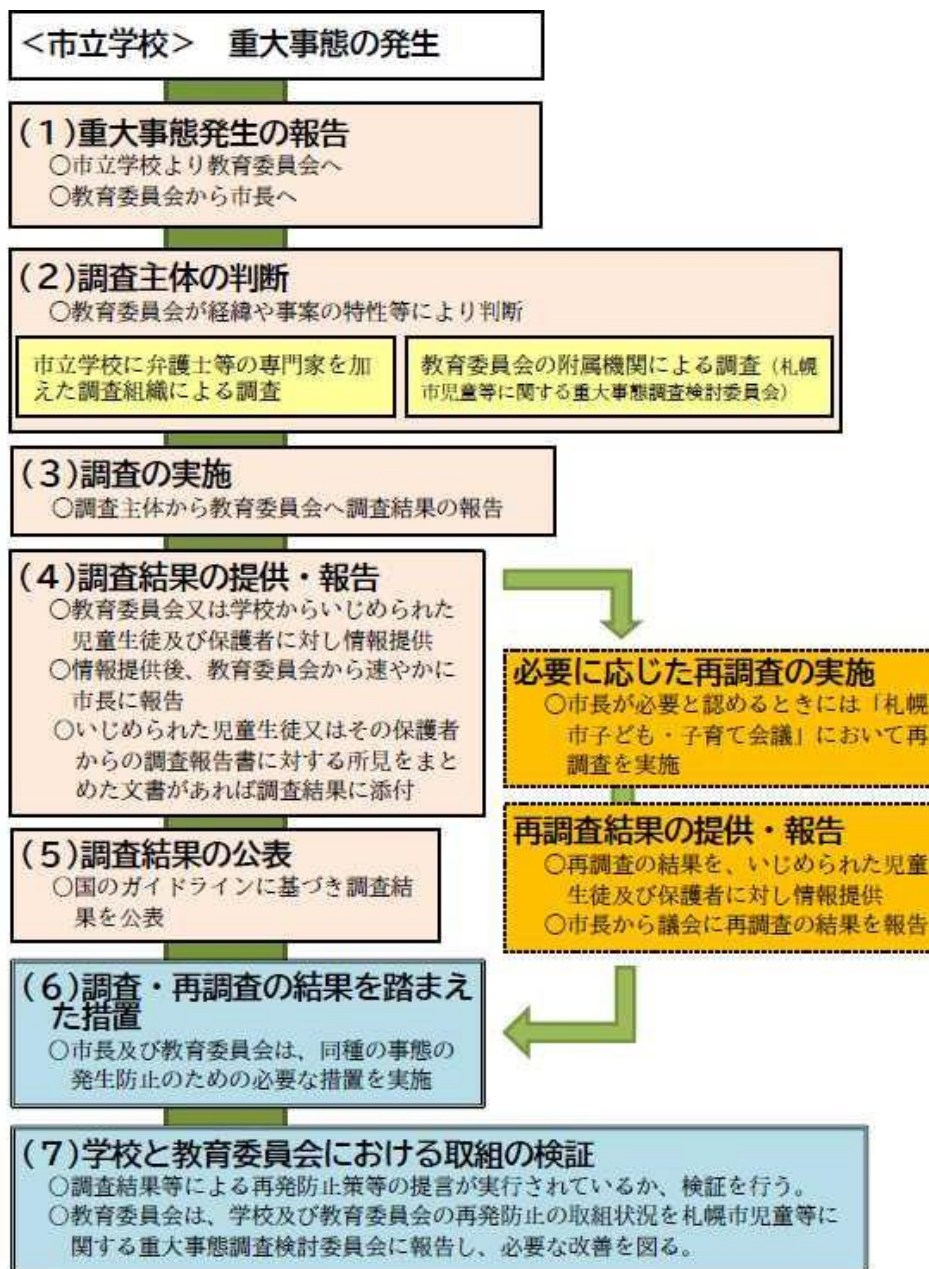 ＜市立学校＞　重大事態の発生
(1)重大事態発生の報告
○市立学校より教育委員会へ
○教育委員会から市長へ
(2)調査主体の判断
○教育委員会が経緯や事案の特性等により判断
市立学校に弁護士等の専門家を加
えた調査組織による調査
教育委員会の附属機関による調査（札幌
市児童等に関する重大事態調査検討委員会）
(3)調査の実施
○調査主体から教育委員会へ調査結果の報告
(4)調査結果の提供・報告
○教育委員会又は学校からいじめられた
児童生徒及び保護者に対し情報提供
○情報提供後、教育委員会から速やかに
市長に報告
○いじめられた児童生徒又はその保護者
からの調査報告書に対する所見をまと
めた文書があれば調査結果に添付
必要に応じた再調査の実施
○市長が必要と認めるときには「札幌
市子ども・子育て会議」において再
調査を実施
再調査結果の提供・報告
○再調査の結果を、いじめられた児童
生徒及び保護者に対し情報提供
○市長から議会に再調査の結果を報告
(5)調査結果の公表
○国のガイドラインに基づき調査結
果を公表
(6)調査・再調査の結果を踏まえ
た措置
○市長及び教育委員会は、同種の事態の
発生防止のための必要な措置を実施
(7)学校と教育委員会における取組の検証
○調査結果等による再発防止策等の提言が実行されているか、検証を行う。
○教育委員会は、学校及び教育委員会の再発防止の取組状況を札幌市児童等に
関する重大事態調査検討委員会に報告し、必要な改善を図る。